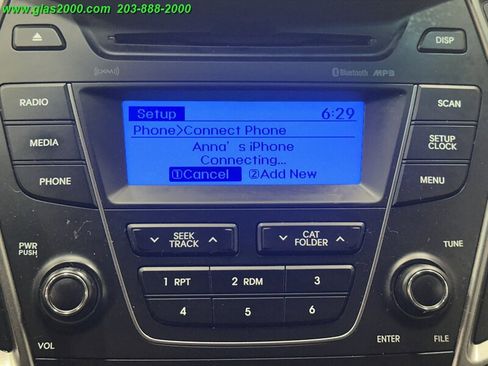 www.glas2000.com 203-888-2000
DISP
((XM)) Bluetooth MP3
RADIO
MEDIA
PHONE
Setup 6:29
Phone>Connect Phone
Anna's iPhone
Connecting...
①Cancel ②Add New
SCAN
SETUP
CLOCK
MENU
SEEK
TRACK
CAT
FOLDER
PWR
PUSH
TUNE
1 RPT 2 RDM 3
4 5 6
VOL
ENTER FILE